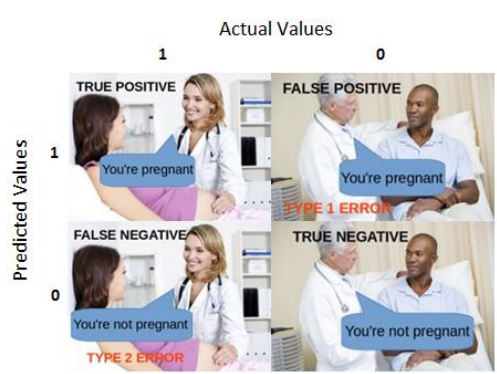 Actual Values
1 0
TRUE POSITIVE
FALSE POSITIVE
Predicted Values
1
You're pregnant
You're pregnant
TYPE 1 ERROR
FALSE NEGATIVE
TRUE NEGATIVE
0
You're not pregnant
You're not pregnant
TYPE 2 ERROR